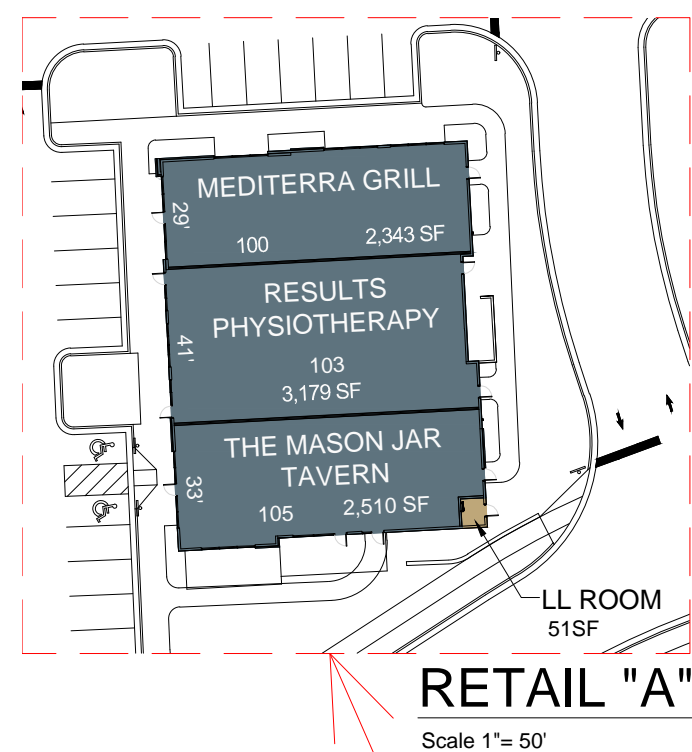 MEDITERRA GRILL
29'
100 2,343 SF
RESULTS
PHYSIOTHERAPY
41'
103
3,179 SF
THE MASON JAR
TAVERN
33'
105 2,510 SF
LL ROOM
51SF
RETAIL "A"
Scale 1"= 50'